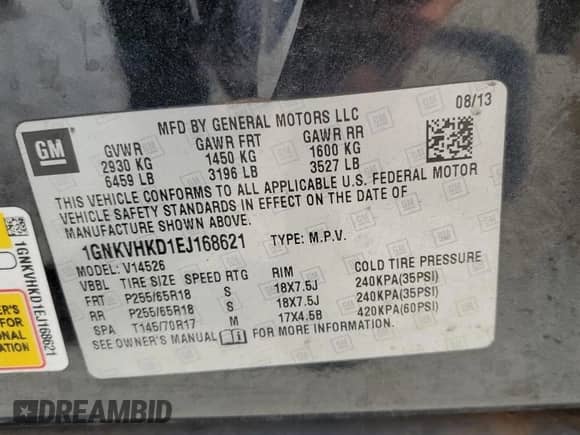 MFD BY GENERAL MOTORS LLC
08/13
GM
GVWR GAWR FRT GAWR RR
2930 KG 1450 KG 1600 KG
6459 LB 3196 LB 3527 LB
THIS VEHICLE CONFORMS TO ALL APPLICABLE U.S. FEDERAL MOTOR
VEHICLE SAFETY STANDARDS IN EFFECT ON THE DATE OF
MANUFACTURE SHOWN ABOVE.
1GNKVHKD1EJ168621 TYPE: M.P.V.
MODEL: V14526
VBBL TIRE SIZE SPEED RTG RIM COLD TIRE PRESSURE
FRT P255/65R18 S 18X7.5J 240KPA(35PSI)
RR P255/65R18 S 18X7.5J 240KPA(35PSI)
SPA T145/70R17 M 17X4.5B 420KPA(60PSI)
SEE OWNER'S MANUAL FOR MORE INFORMATION.
1GNKVHKD1EJ168621
DREAMBID